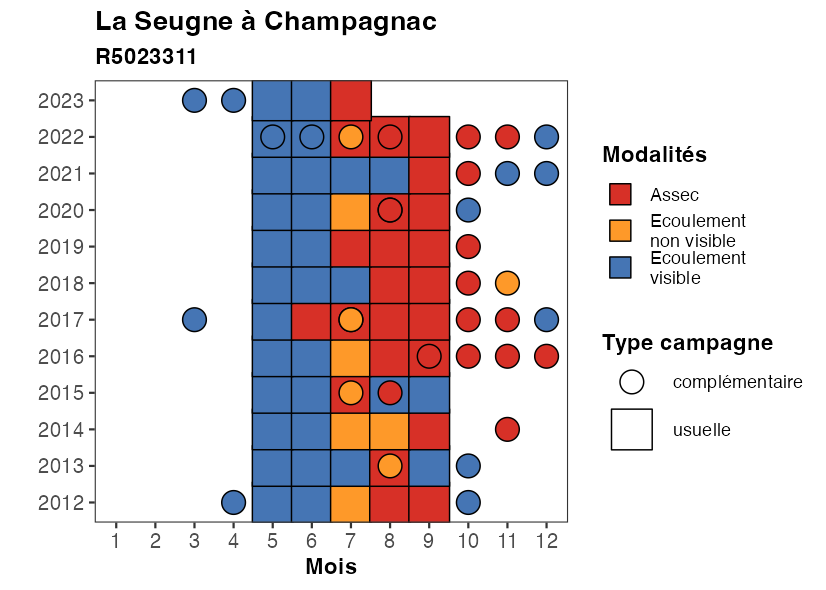 La Seugne à Champagnac
R5023311
2023
2022
2021
2020
2019
2018
2017
2016
2015
2014
2013
2012
1 2 3 4 5 6 7 8 9 10 11 12
Mois
Modalités
Assec
Ecoulement
non visible
Ecoulement
visible
Type campagne
complémentaire
usuelle